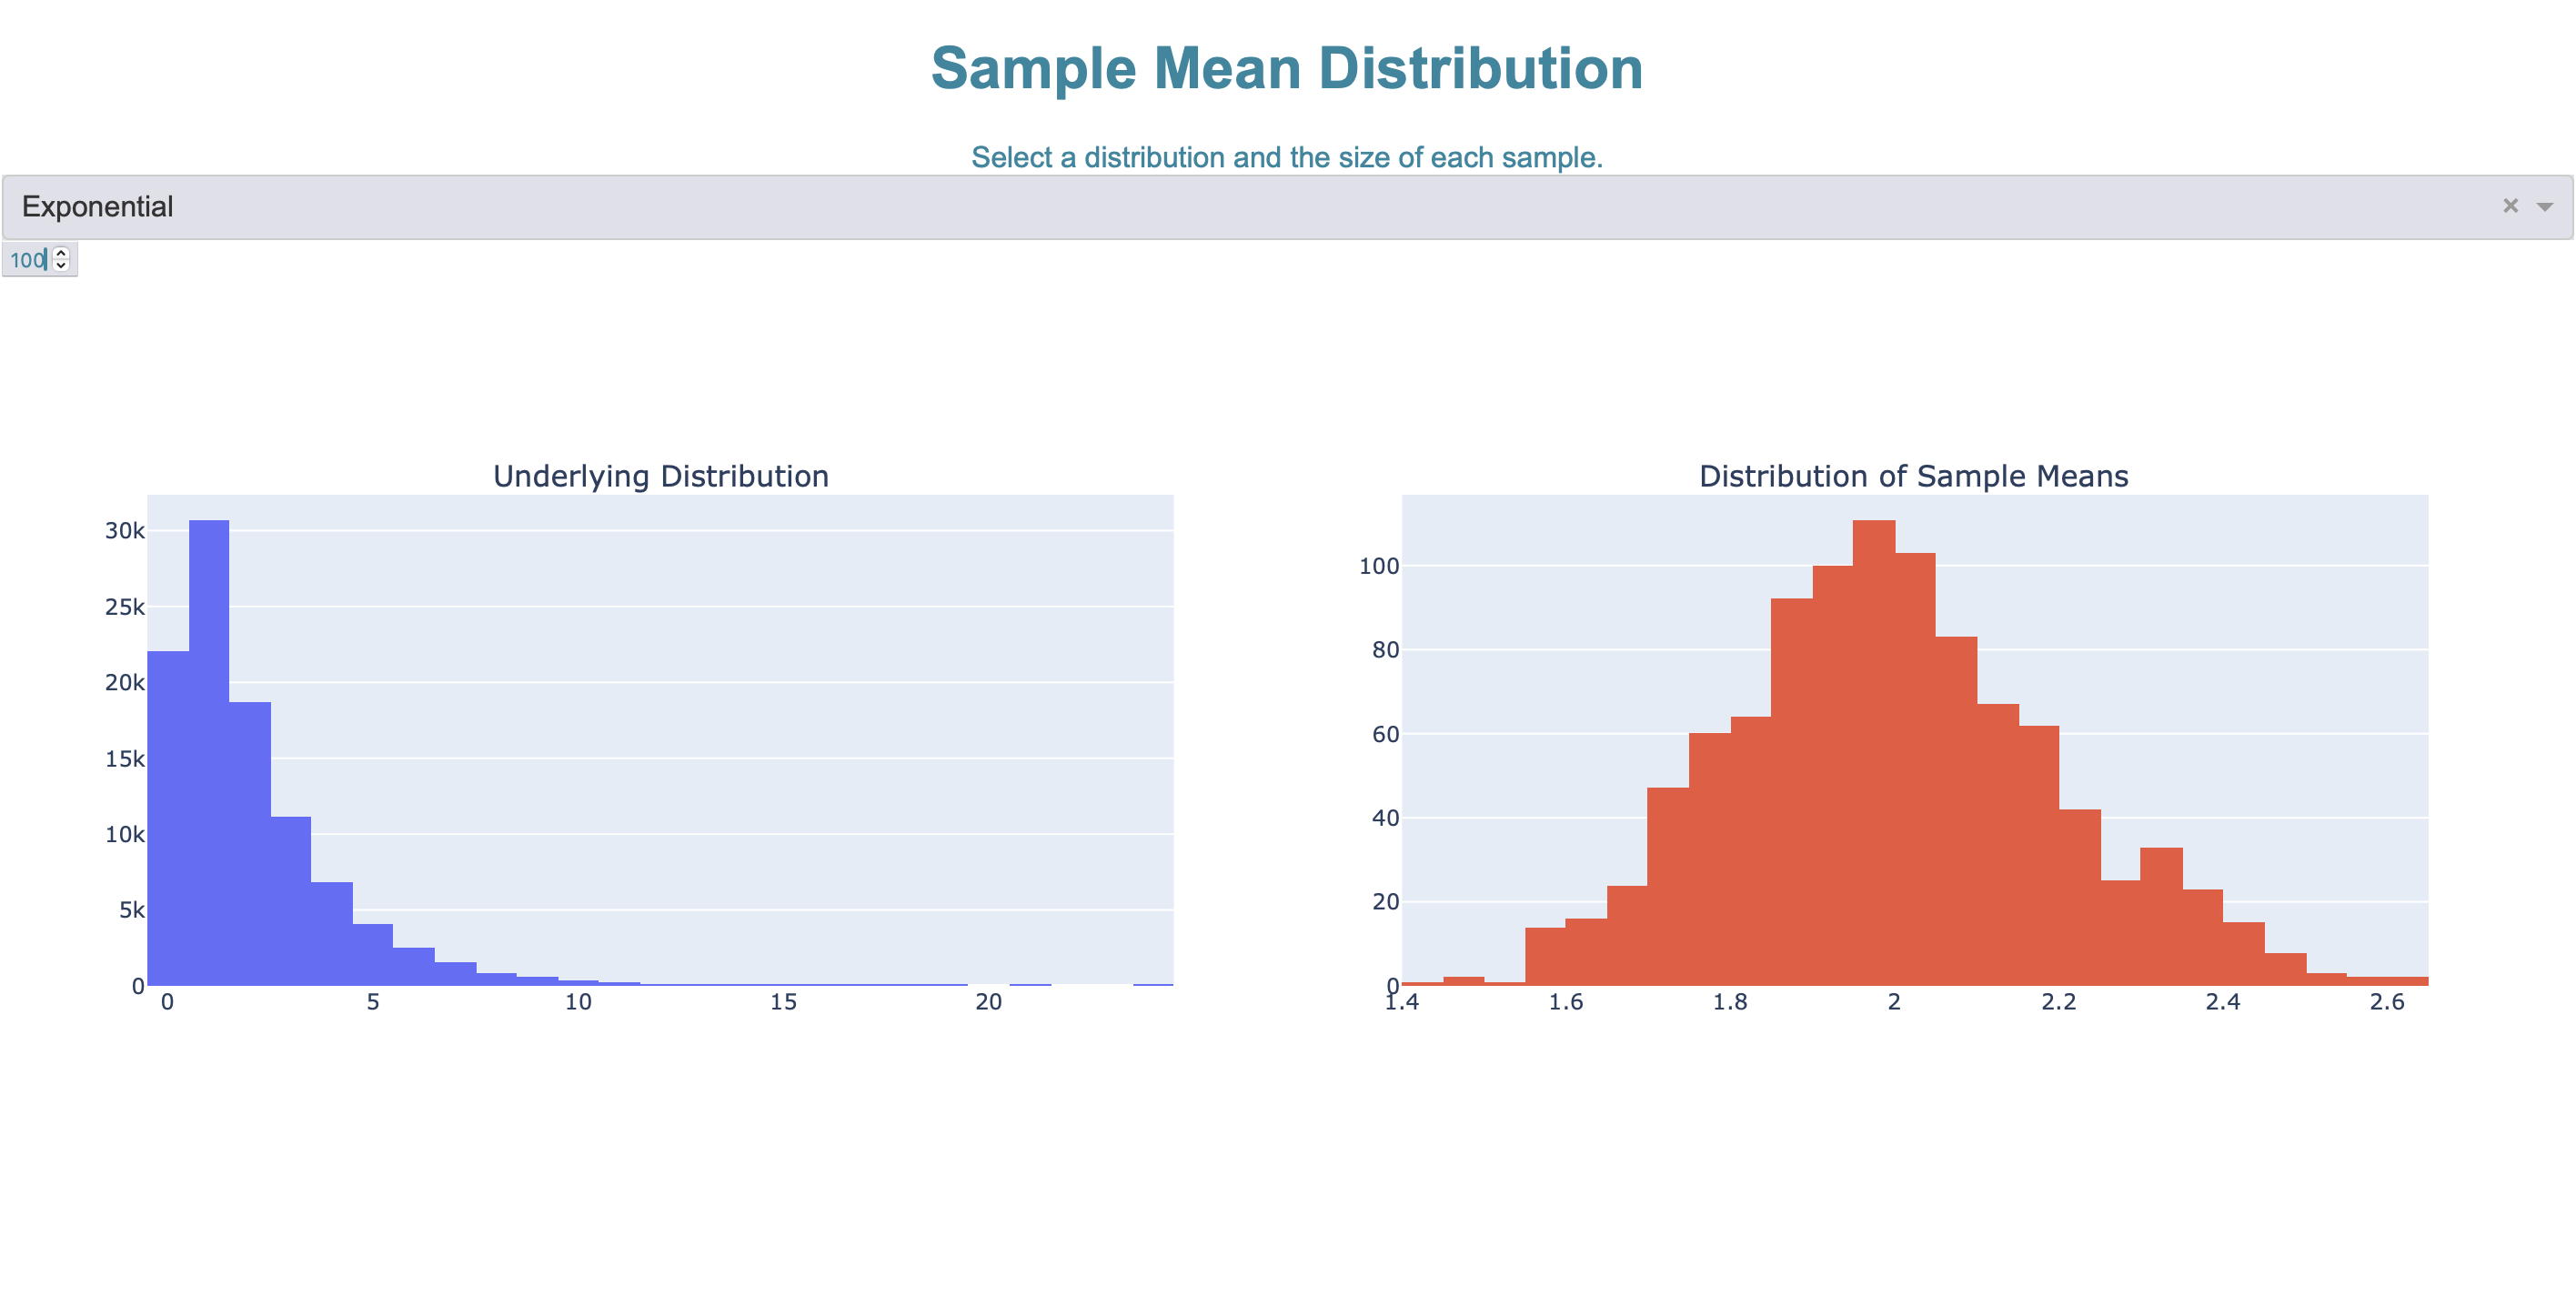 Sample Mean Distribution
Select a distribution and the size of each sample.
Exponential × 
100
Underlying Distribution
30k
25k
20k
15k
10k
5k
0
0 5 10 15 20
Distribution of Sample Means
100
80
60
40
20
0
1.4 1.6 1.8 2 2.2 2.4 2.6